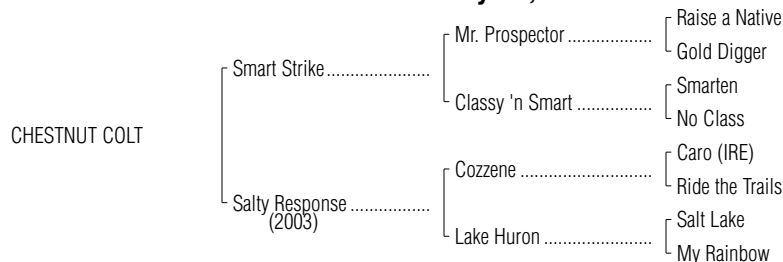 Raise a Native
Mr. Prospector
Gold Digger
Smart Strike
Smarten
Classy 'n Smart
No Class
CHESTNUT COLT
Caro (IRE)
Cozzene
Ride the Trails
Salty Response
(2003)
Salt Lake
Lake Huron
My Rainbow